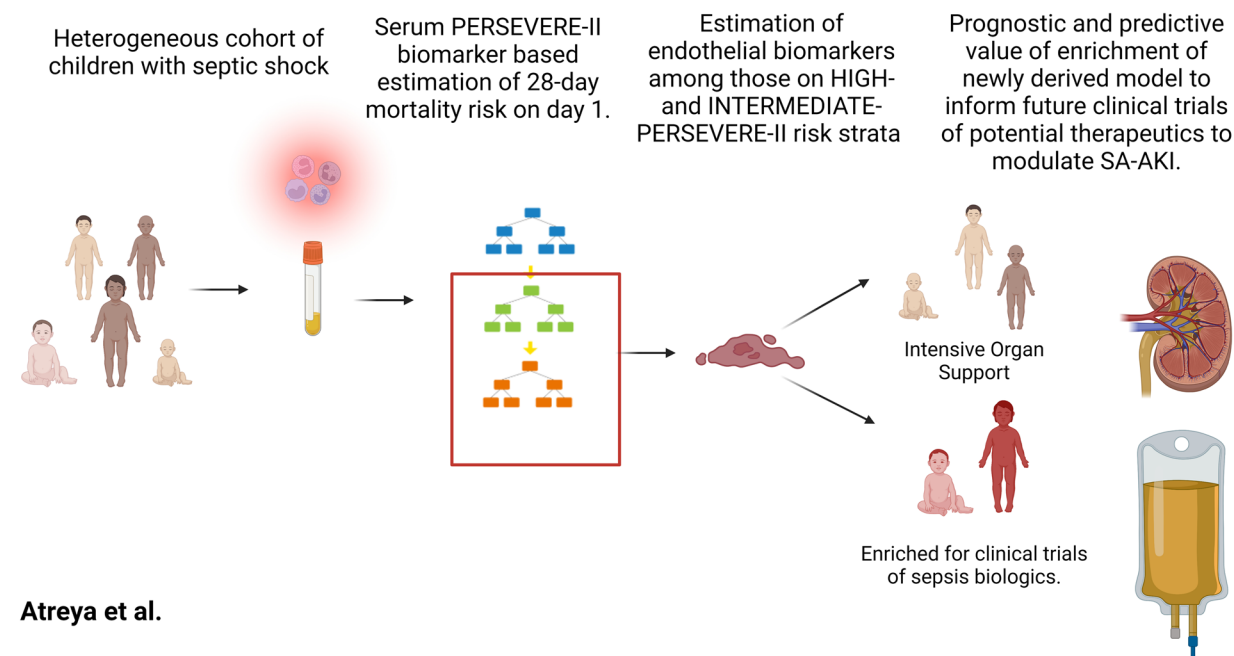 Heterogeneous cohort of
children with septic shock
Serum PERSEVERE-II
biomarker based
estimation of 28-day
mortality risk on day 1.
Estimation of
endothelial biomarkers
among those on HIGH-
and INTERMEDIATE-
PERSEVERE-II risk strata
Prognostic and predictive
value of enrichment of
newly derived model to
inform future clinical trials
of potential therapeutics to
modulate SA-AKI.
Intensive Organ
Support
Enriched for clinical trials
of sepsis biologics.
Atreya et al.